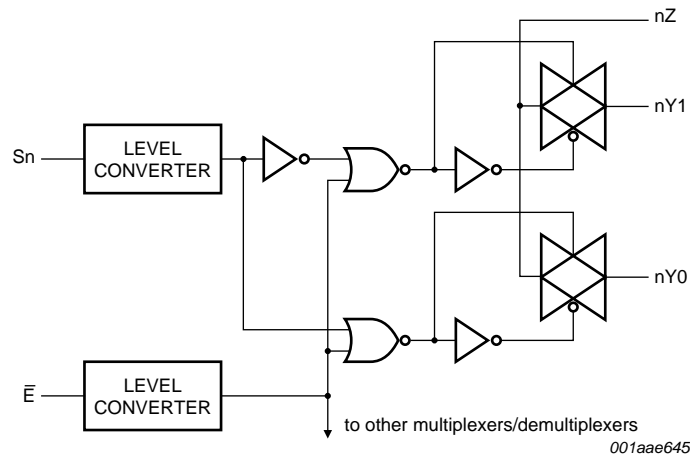 nZ
nY1
Sn
LEVEL
CONVERTER
nY0
E̅
LEVEL
CONVERTER
to other multiplexers/demultiplexers
001aae645